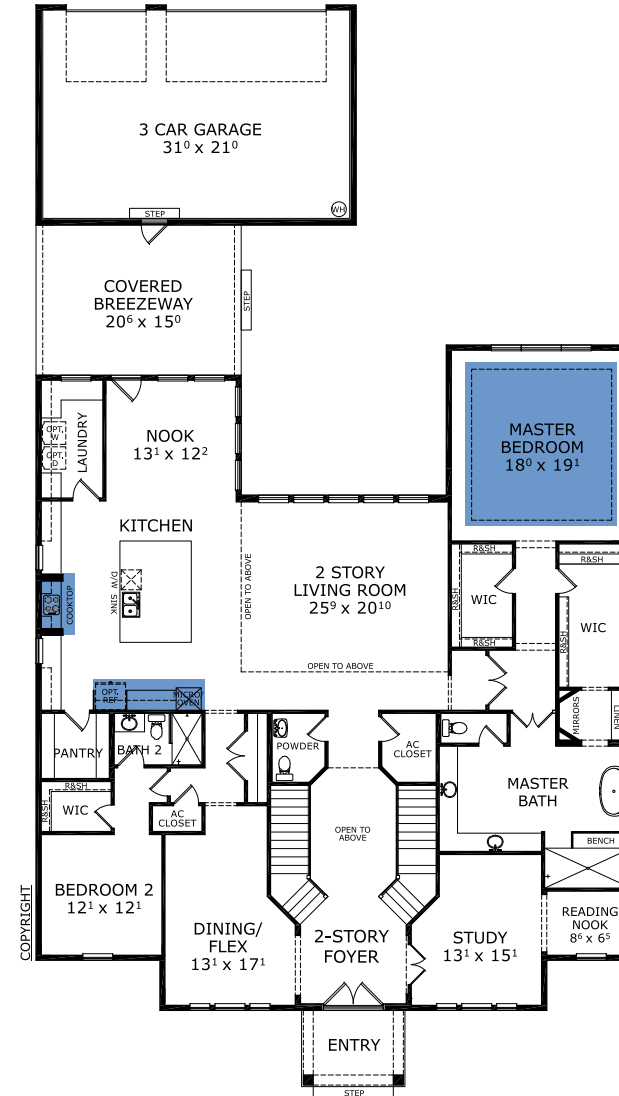 3 CAR GARAGE
31⁰ x 21⁰
STEP
WH
COVERED
BREEZEWAY
20⁶ x 15⁰
STEP
OPT.
W
OPT.
D
LAUNDRY
NOOK
13¹ x 12²
MASTER
BEDROOM
18⁰ x 19¹
KITCHEN
D/W
SINK
COOKTOP
OPEN TO ABOVE
2 STORY
LIVING ROOM
25⁹ x 20¹⁰
OPEN TO ABOVE
R&SH
R&SH
WIC
R&SH
R&SH
R&SH
WIC
OPT.
REF
MICRO/
OVEN
MIRRORS
LINEN
PANTRY
BATH 2
POWDER
AC
CLOSET
R&SH
R&SH
WIC
AC
CLOSET
OPEN TO
ABOVE
MASTER
BATH
BENCH
BEDROOM 2
12¹ x 12¹
DINING/
FLEX
13¹ x 17¹
2-STORY
FOYER
STUDY
13¹ x 15¹
READING
NOOK
8⁶ x 6⁵
COPYRIGHT
ENTRY
STEP